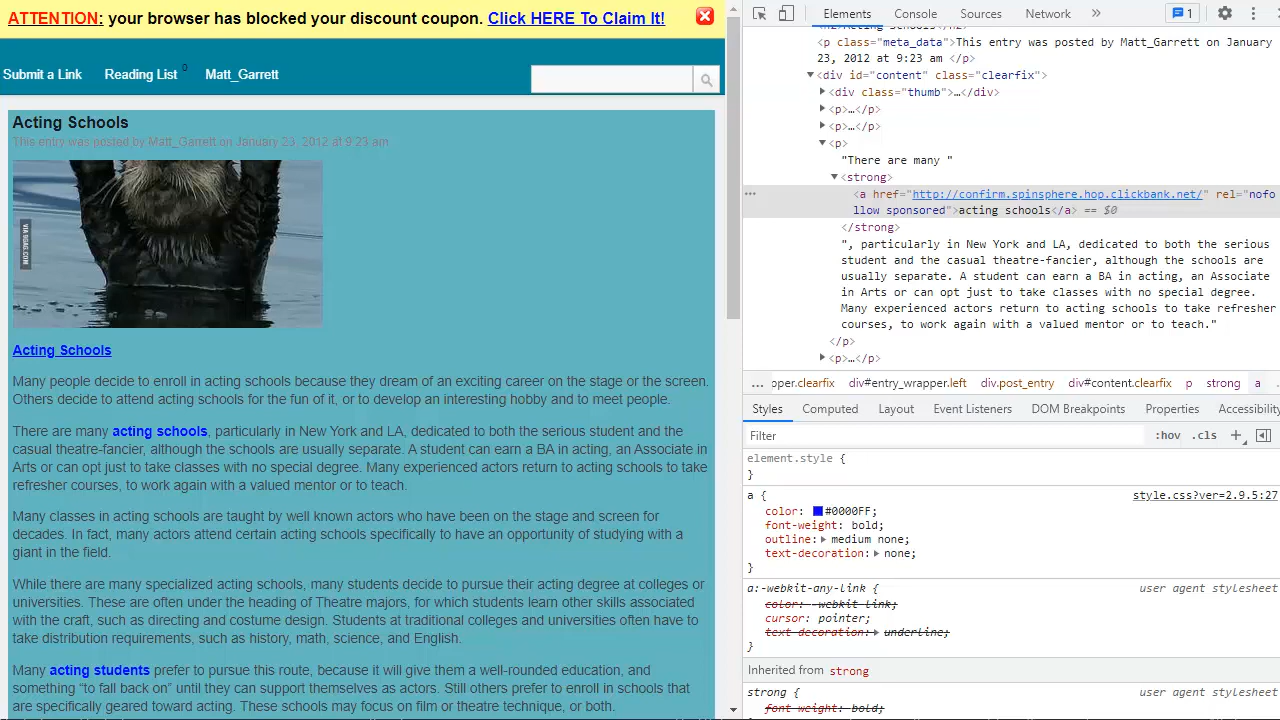 ATTENTION: your browser has blocked your discount coupon. Click HERE To Claim It!
Submit a Link Reading List 0 Matt_Garrett
Acting Schools
This entry was posted by Matt_Garrett on January 23, 2012 at 9:23 am
VIA 9GAG.COM
Acting Schools
Many people decide to enroll in acting schools because they dream of an exciting career on the stage or the screen.
Others decide to attend acting schools for the fun of it, or to develop an interesting hobby and to meet people.
There are many acting schools, particularly in New York and LA, dedicated to both the serious student and the
casual theatre-fancier, although the schools are usually separate. A student can earn a BA in acting, an Associate in
Arts or can opt just to take classes with no special degree. Many experienced actors return to acting schools to take
refresher courses, to work again with a valued mentor or to teach.
Many classes in acting schools are taught by well known actors who have been on the stage and screen for
decades. In fact, many actors attend certain acting schools specifically to have an opportunity of studying with a
giant in the field.
While there are many specialized acting schools, many students decide to pursue their acting degree at colleges or
universities. These are often under the heading of Theatre majors, for which students learn other skills associated
with the craft, such as directing and costume design. Students at traditional colleges and universities often have to
take distribution requirements, such as history, math, science, and English.
Many acting students prefer to pursue this route, because it will give them a well-rounded education, and
something “to fall back on” until they can support themselves as actors. Still others prefer to enroll in schools that
are specifically geared toward acting. These schools may focus on film or theatre technique, or both.
Elements Console Sources Network » 1
<p class="meta_data">This entry was posted by Matt_Garrett on January
23, 2012 at 9:23 am </p>
<div id="content" class="clearfix">
<div class="thumb">…</div>
<p>…</p>
<p>…</p>
<p>
"There are many "
<strong>
<a href="http://confirm.spinsphere.hop.clickbank.net/" rel="nofo
llow sponsored">acting schools</a> == $0
</strong>
", particularly in New York and LA, dedicated to both the serious
student and the casual theatre-fancier, although the schools are
usually separate. A student can earn a BA in acting, an Associate
in Arts or can opt just to take classes with no special degree.
Many experienced actors return to acting schools to take refresher
courses, to work again with a valued mentor or to teach."
</p>
<p>…</p>
… pper.clearfix div#entry_wrapper.left div.post_entry div#content.clearfix p strong a
Styles Computed Layout Event Listeners DOM Breakpoints Properties Accessibility
Filter :hov .cls +
element.style {
}
a { style.css?ver=2.9.5:27
color: #0000FF;
font-weight: bold;
outline: medium none;
text-decoration: none;
}
a:-webkit-any-link { user agent stylesheet
color: -webkit-link;
cursor: pointer;
text-decoration: underline;
}
Inherited from strong
strong { user agent stylesheet
font-weight: bold;